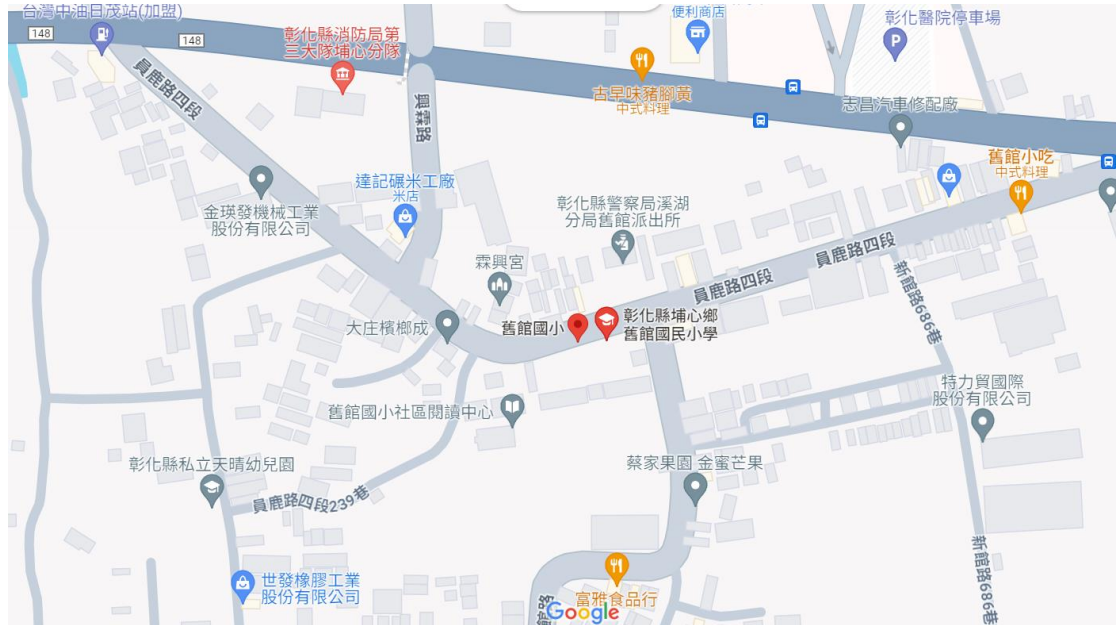 台灣中油日茂站(加盟)
148
148
彰化縣消防局第
三大隊埔心分隊
便利商店
彰化醫院停車場
P
員鹿路四段
興霖路
古早味豬腳黃
中式料理
志昌汽車修配廠
舊館小吃
中式料理
達記碾米工廠
米店
金瑛發機械工業
股份有限公司
彰化縣警察局溪湖
分局舊館派出所
霖興宮
員鹿路四段
員鹿路四段
新館路686巷
大庄檳榔成
舊館國小
彰化縣埔心鄉
舊館國民小學
舊館國小社區閱讀中心
特力貿國際
股份有限公司
彰化縣私立天晴幼兒園
蔡家果園 金蜜芒果
員鹿路四段239巷
世發橡膠工業
股份有限公司
富雅食品行
新館路686巷
舊館路
Google